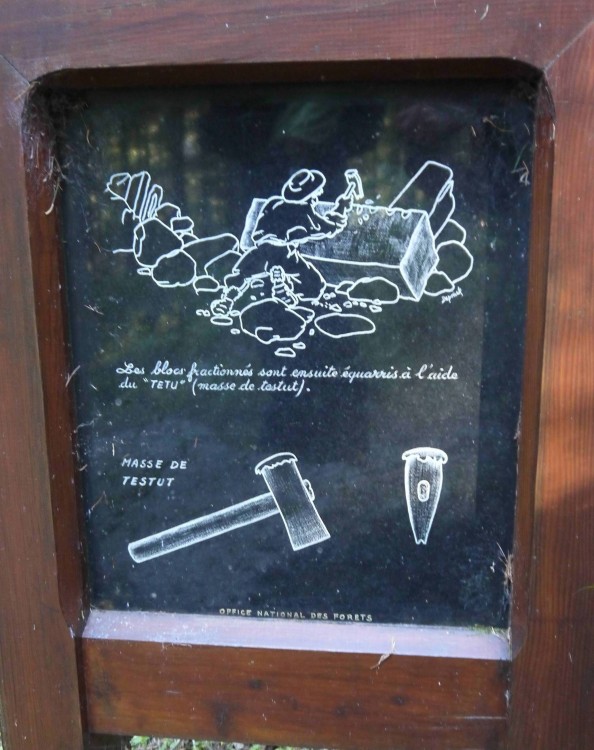 Les blocs fractionnés sont ensuite équarris à l'aide
du "TETU" (masse de testut).
MASSE DE
TESTUT
OFFICE NATIONAL DES FORETS